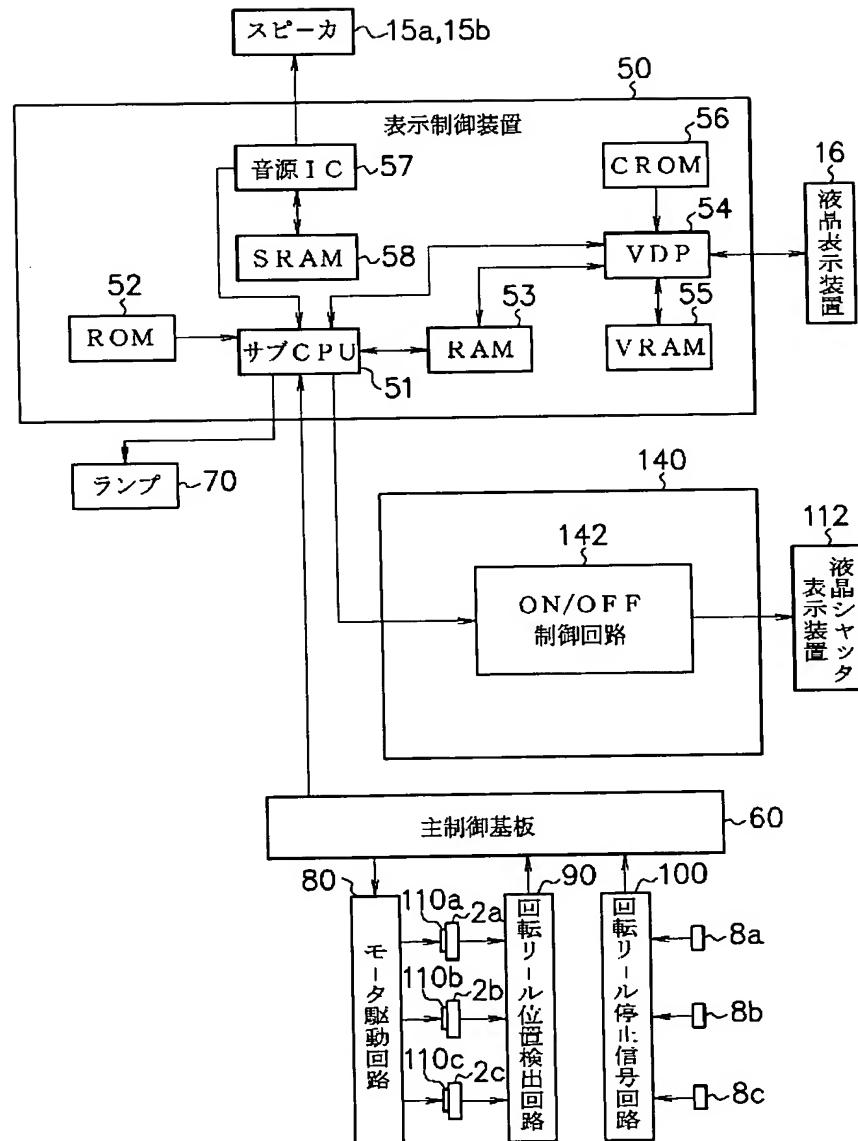 スピーカ
15a,15b
50
表示制御装置
56
音源IC
57
CROM
16
54
液晶表示装置
SRAM
58
VDP
52
53
55
ROM
サブCPU
RAM
VRAM
51
ランプ
70
140
142
112
ON/OFF
制御回路
液晶シャッタ
表示装置
主制御基板
60
80
90
100
110a
2a
8a
110b
2b
8b
110c
2c
8c
モータ駆動回路
回転リール位置検出回路
回転リール停止信号回路